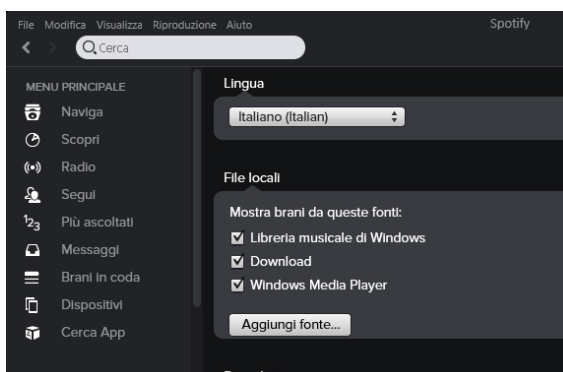 File Modifica Visualizza Riproduzione Aiuto
Spotify
Cerca
MENU PRINCIPALE
Naviga
Scopri
Radio
Segui
Più ascoltati
Messaggi
Brani in coda
Dispositivi
Cerca App
Lingua
Italiano (Italian)
File locali
Mostra brani da queste fonti:
Libreria musicale di Windows
Download
Windows Media Player
Aggiungi fonte...